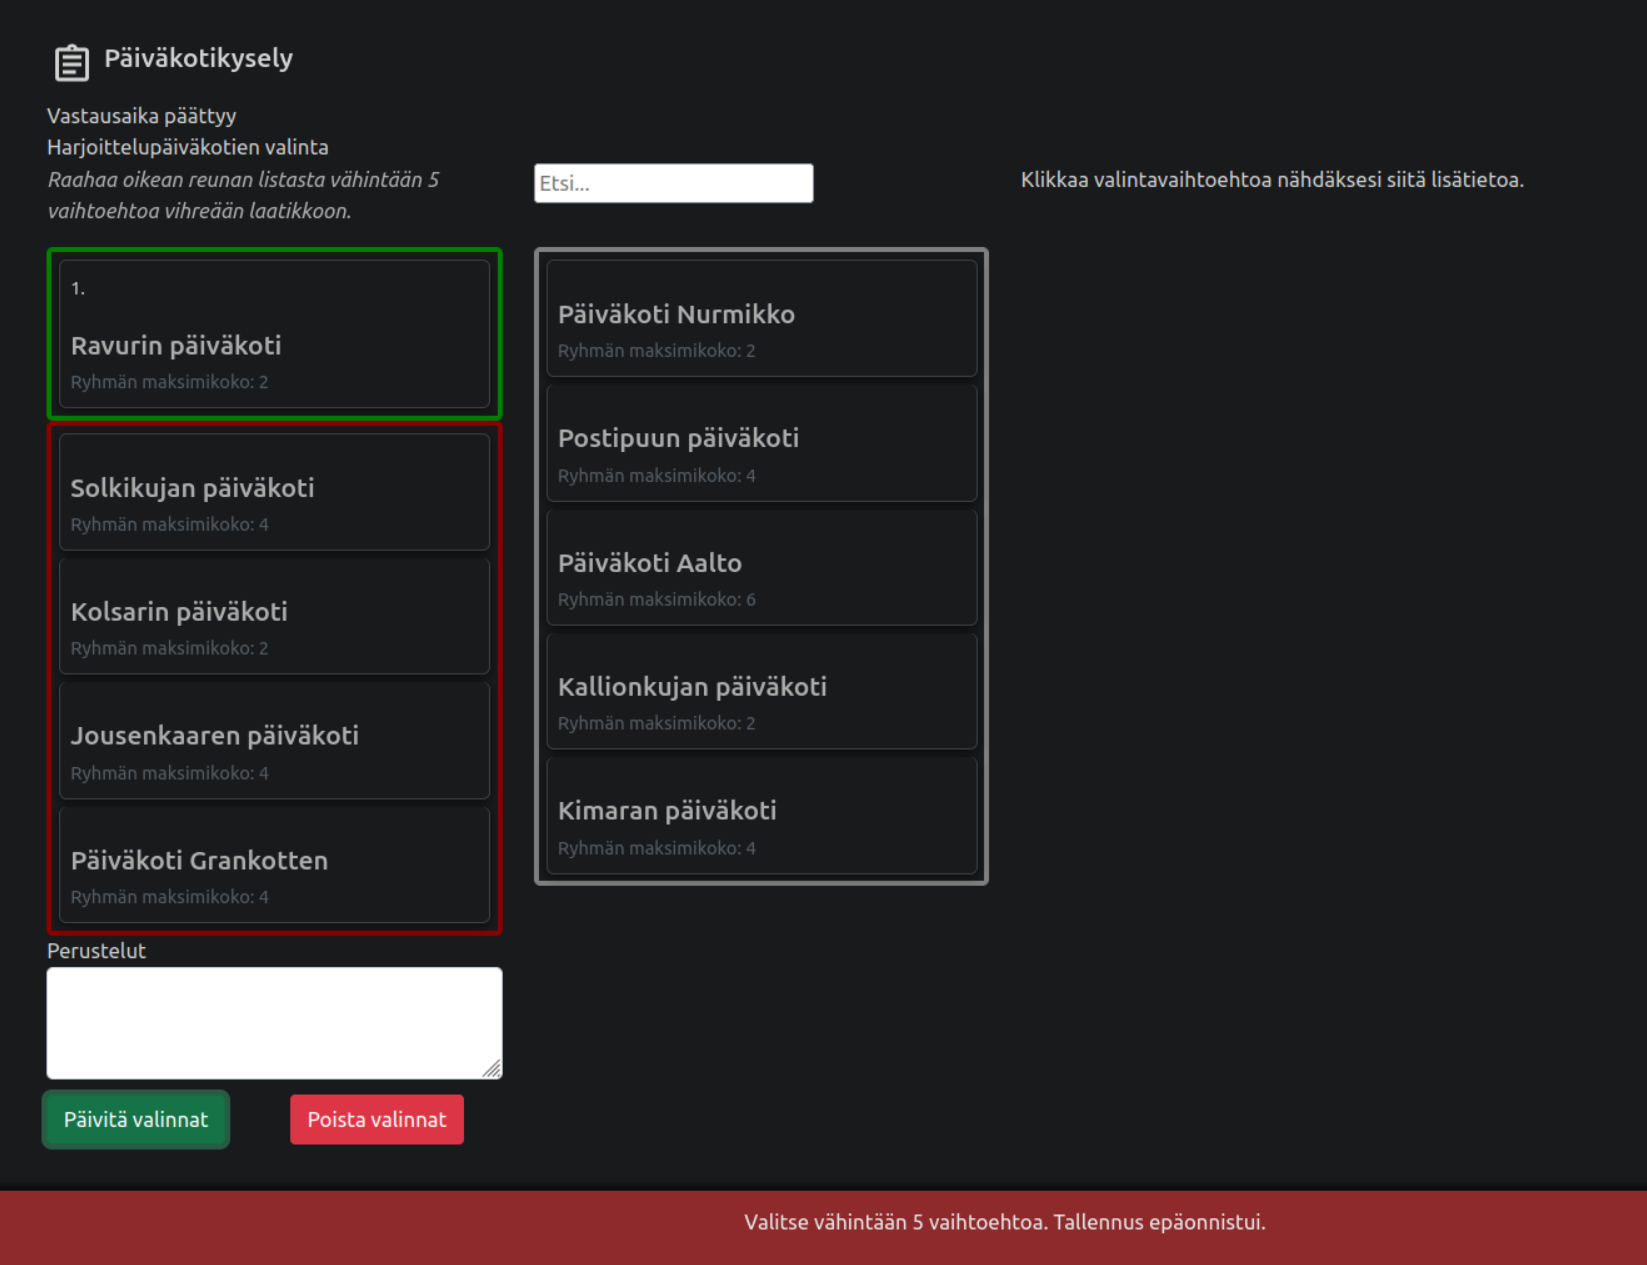 Päiväkotikysely
Vastausaika päättyy
Harjoittelupäiväkotien valinta
Raahaa oikean reunan listasta vähintään 5
vaihtoehtoa vihreään laatikkoon.
Etsi...
Klikkaa valintavaihtoehtoa nähdäksesi siitä lisätietoa.
1.
Ravurin päiväkoti
Ryhmän maksimikoko: 2
Solkikujan päiväkoti
Ryhmän maksimikoko: 4
Kolsarin päiväkoti
Ryhmän maksimikoko: 2
Jousenkaaren päiväkoti
Ryhmän maksimikoko: 4
Päiväkoti Grankotten
Ryhmän maksimikoko: 4
Päiväkoti Nurmikko
Ryhmän maksimikoko: 2
Postipuun päiväkoti
Ryhmän maksimikoko: 4
Päiväkoti Aalto
Ryhmän maksimikoko: 6
Kallionkujan päiväkoti
Ryhmän maksimikoko: 2
Kimaran päiväkoti
Ryhmän maksimikoko: 4
Perustelut
Päivitä valinnat
Poista valinnat
Valitse vähintään 5 vaihtoehtoa. Tallennus epäonnistui.